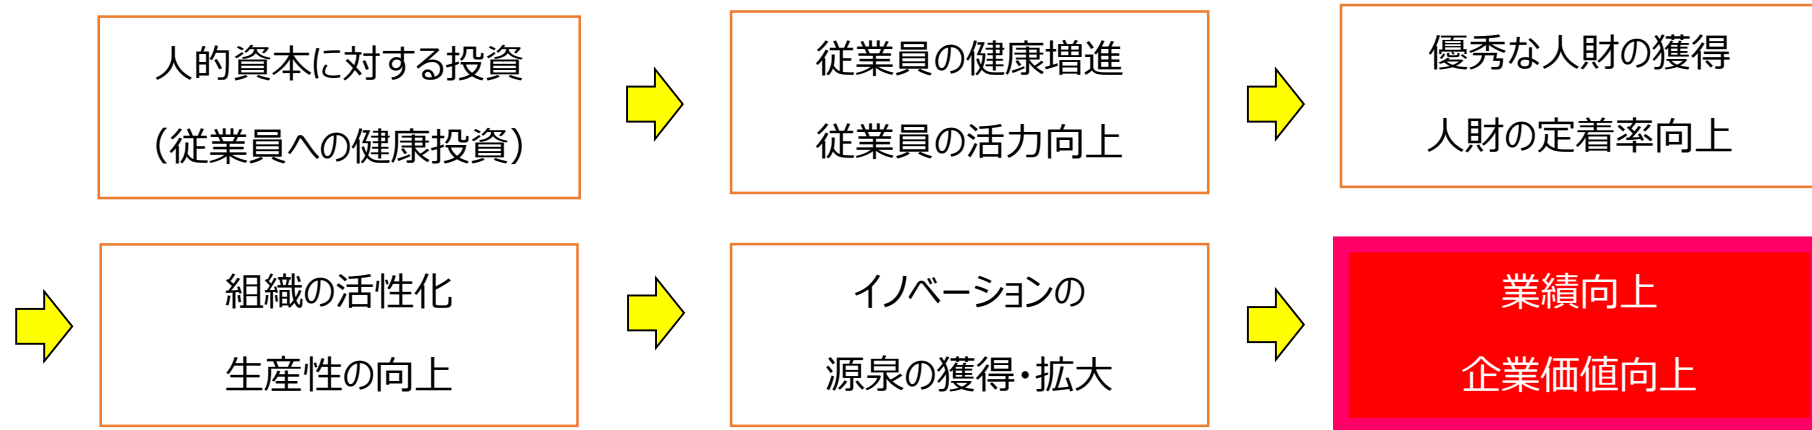 人的資本に対する投資
（従業員への健康投資）
従業員の健康増進
従業員の活力向上
優秀な人財の獲得
人財の定着率向上
組織の活性化
生産性の向上
イノベーションの
源泉の獲得・拡大
業績向上
企業価値向上